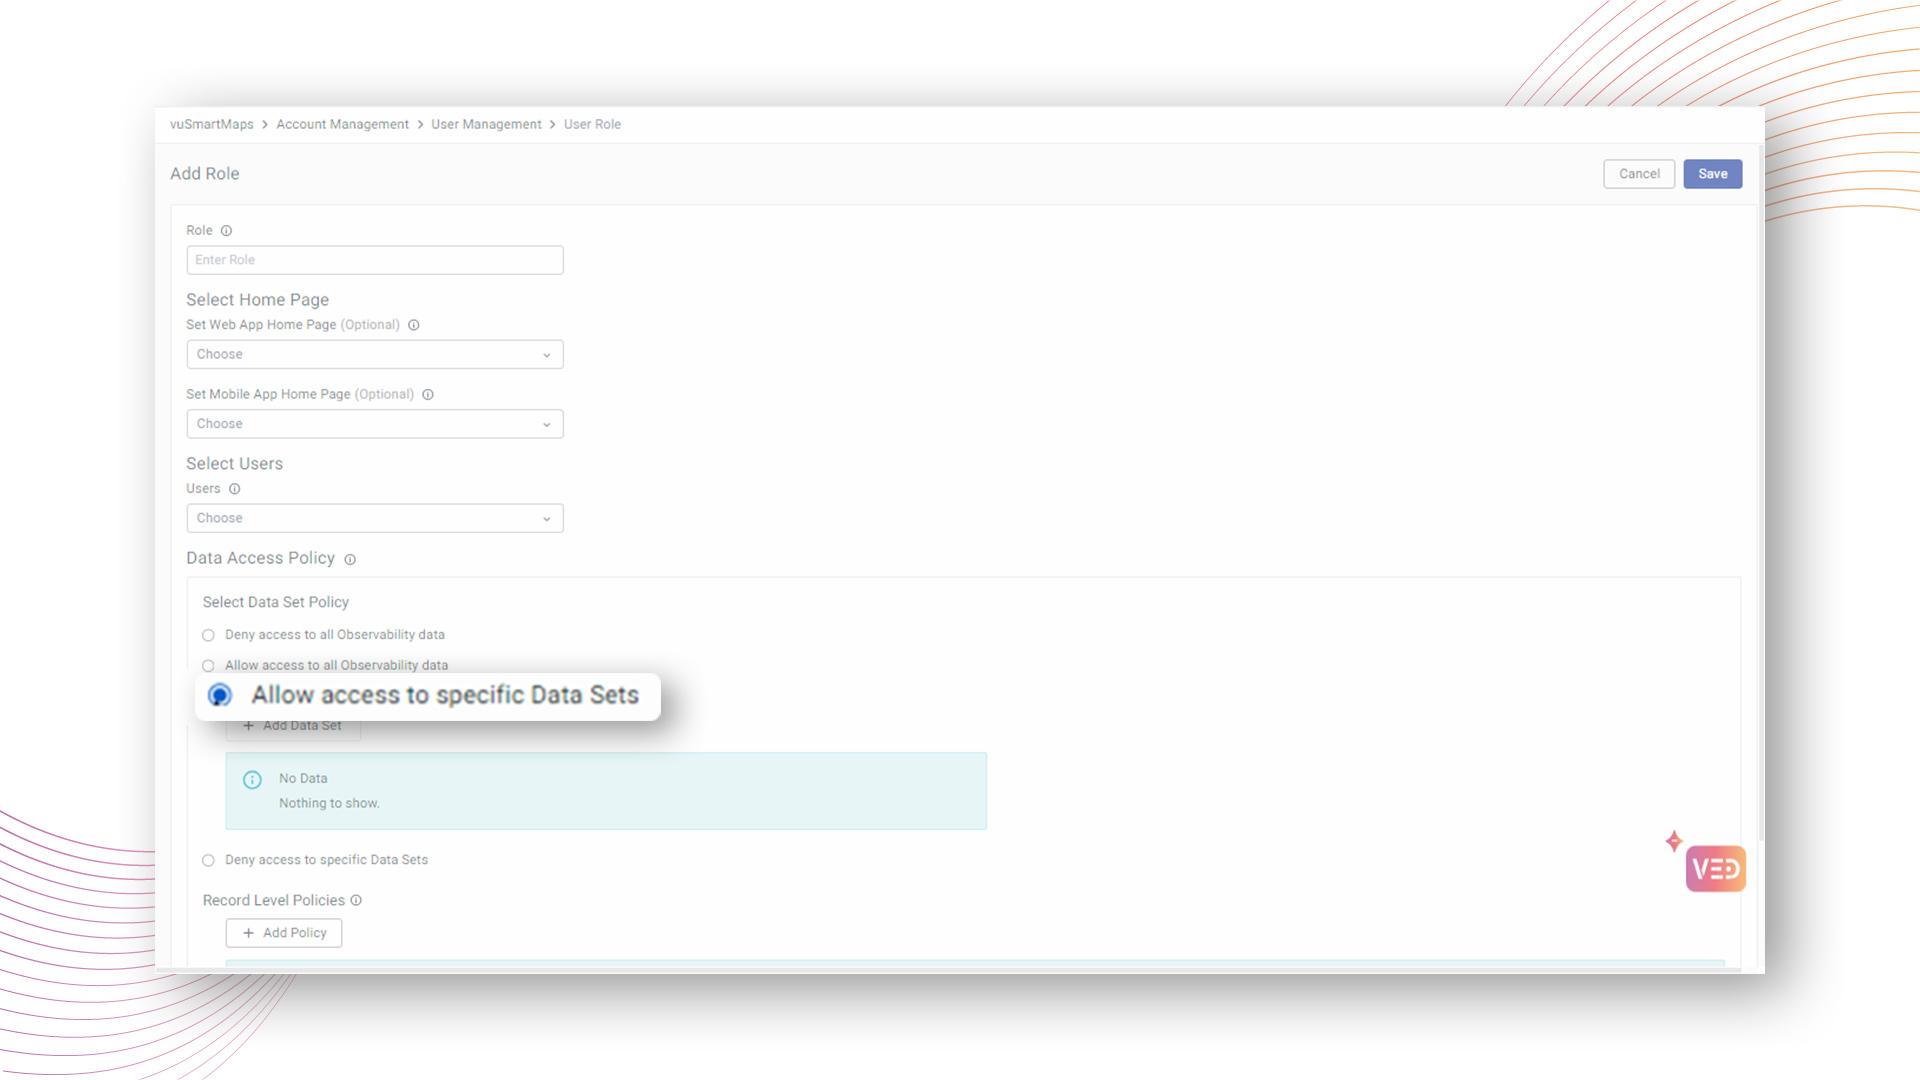 vuSmartMaps > Account Management > User Management > User Role
Add Role
Cancel
Save
Role
Enter Role
Select Home Page
Set Web App Home Page (Optional)
Choose
Set Mobile App Home Page (Optional)
Choose
Select Users
Users
Choose
Data Access Policy
Select Data Set Policy
Deny access to all Observability data
Allow access to all Observability data
Allow access to specific Data Sets
+ Add Data Set
No Data
Nothing to show.
Deny access to specific Data Sets
VED
Record Level Policies
+ Add Policy